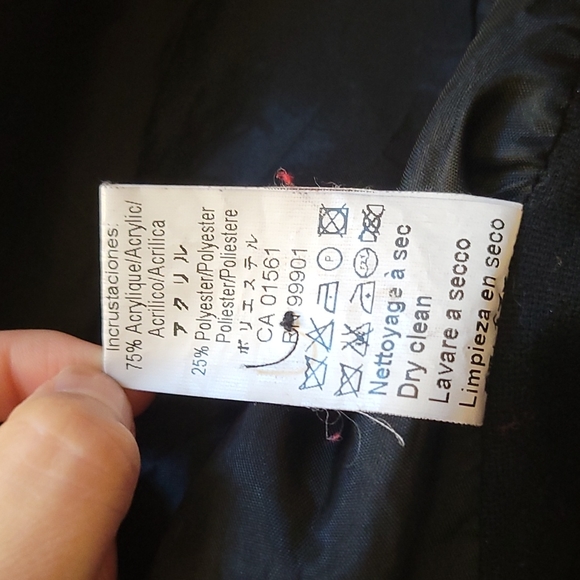 Incrustaciones:
75% Acrylique/Acrylic/
Acrilico/Acrilica
アクリル
25% Polyester/Polyester
Poliester/Poliestere
ポリエステル
CA 01561
99901
P
Nettoyage à sec
Dry clean
Lavare a secco
Limpieza en seco